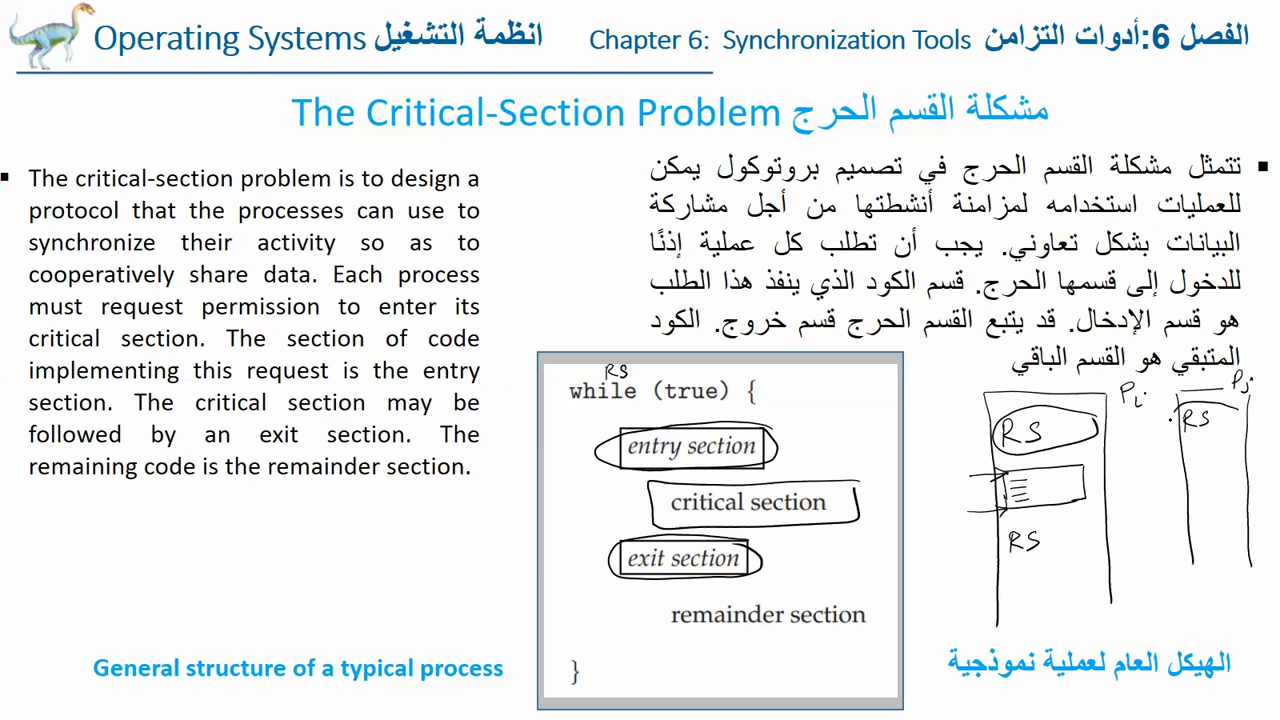 Operating Systems انظمة التشغيل
Chapter 6: Synchronization Tools الفصل 6:أدوات التزامن
The Critical-Section Problem مشكلة القسم الحرج
▪ The critical-section problem is to design a
protocol that the processes can use to
synchronize their activity so as to
cooperatively share data. Each process
must request permission to enter its
critical section. The section of code
implementing this request is the entry
section. The critical section may be
followed by an exit section. The
remaining code is the remainder section.
▪ تتمثل مشكلة القسم الحرج في تصميم بروتوكول يمكن
للعمليات استخدامه لمزامنة أنشطتها من أجل مشاركة
البيانات بشكل تعاوني. يجب أن تطلب كل عملية إذنًا
للدخول إلى قسمها الحرج. قسم الكود الذي ينفذ هذا الطلب
هو قسم الإدخال. قد يتبع القسم الحرج قسم خروج. الكود
المتبقي هو القسم الباقي
RS
while (true) {
entry section
critical section
exit section
remainder section
}
Pi
RS
RS
Pj
RS
General structure of a typical process
الهيكل العام لعملية نموذجية